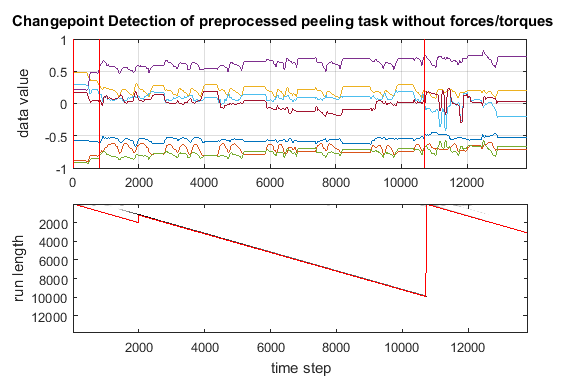 Changepoint Detection of preprocessed peeling task without forces/torques
1
0.5
0
-0.5
-1
data value
0 2000 4000 6000 8000 10000 12000
2000
4000
6000
8000
10000
12000
run length
2000 4000 6000 8000 10000 12000
time step